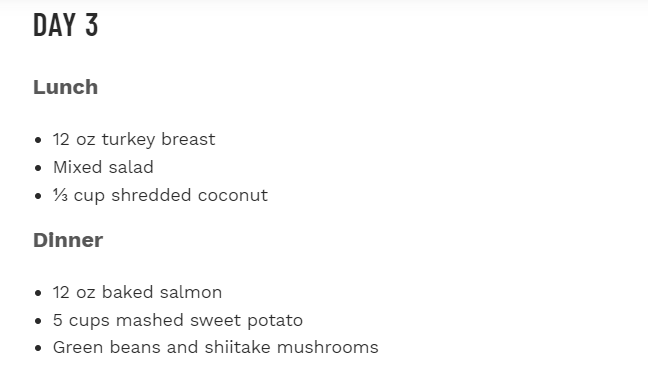 DAY 3
Lunch
• 12 oz turkey breast
• Mixed salad
• ⅓ cup shredded coconut
Dinner
• 12 oz baked salmon
• 5 cups mashed sweet potato
• Green beans and shiitake mushrooms